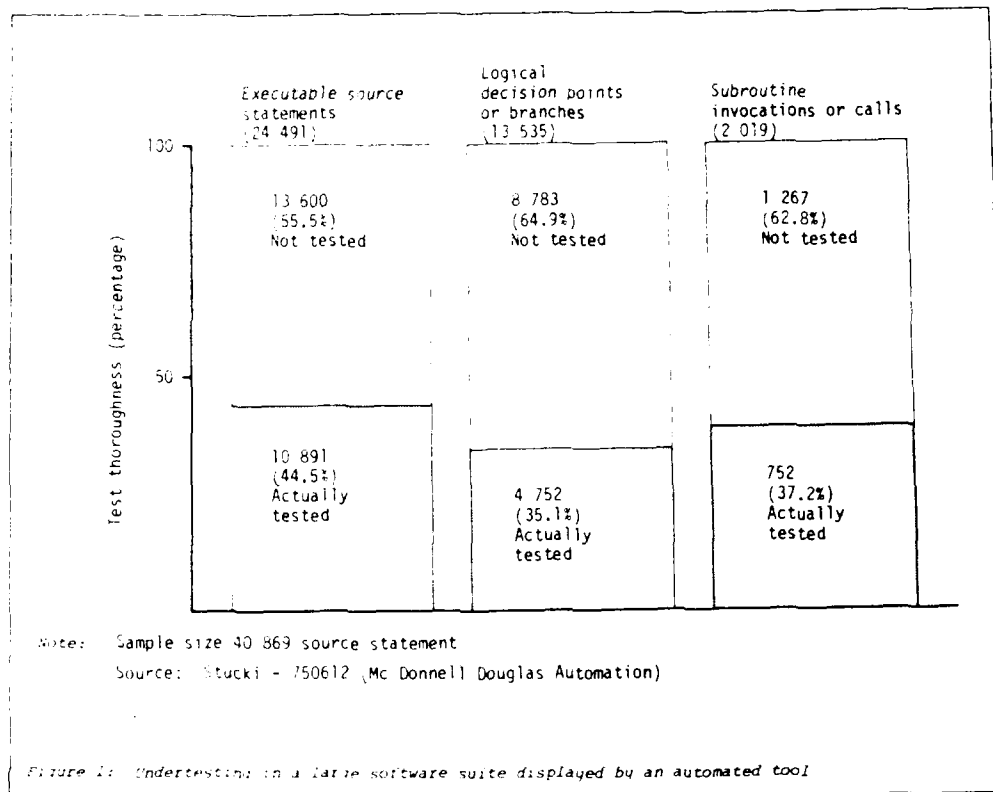 Executable source
statements
(24 491)
Logical
decision points
or branches
(13 535)
Subroutine
invocations or calls
(2 019)
100
50
Test thoroughness (percentage)
13 600
(55.5%)
Not tested
8 783
(64.9%)
Not tested
1 267
(62.8%)
Not tested
10 891
(44.5%)
Actually
tested
4 752
(35.1%)
Actually
tested
752
(37.2%)
Actually
tested
Note: Sample size 40 869 source statement
Source: Stucki - 750612 (Mc Donnell Douglas Automation)
Figure 1: Undertesting in a large software suite displayed by an automated tool